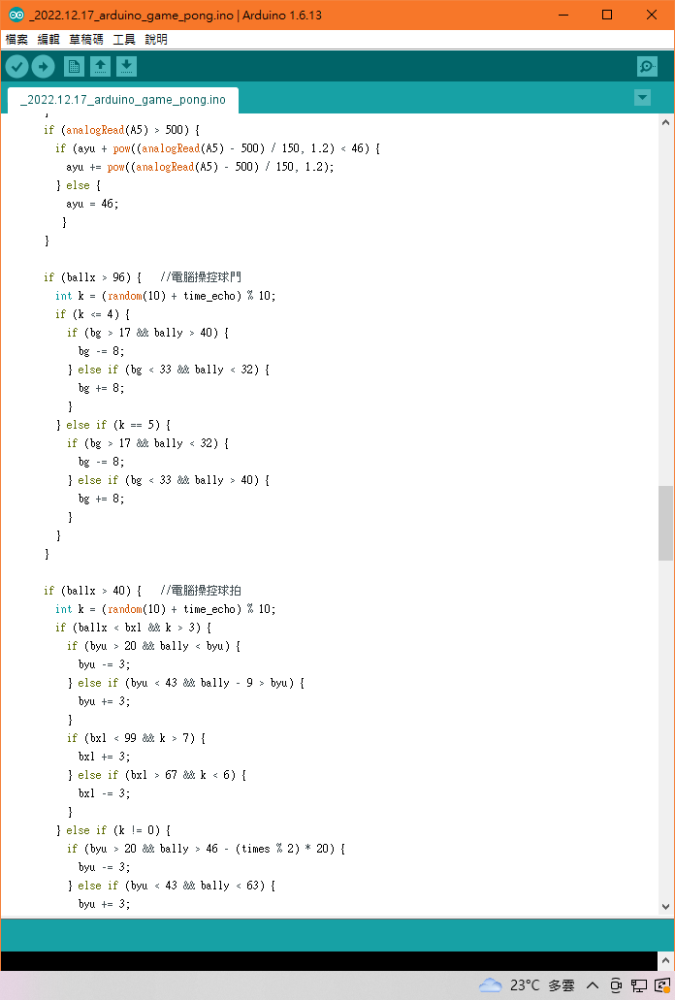 _2022.12.17_arduino_game_pong.ino | Arduino 1.6.13
檔案 編輯 草稿碼 工具 說明
_2022.12.17_arduino_game_pong.ino
}
if (analogRead(A5) > 500) {
if (ayu + pow((analogRead(A5) - 500) / 150, 1.2) < 46) {
ayu += pow((analogRead(A5) - 500) / 150, 1.2);
} else {
ayu = 46;
}
}
if (ballx > 96) { //電腦操控球門
int k = (random(10) + time_echo) % 10;
if (k <= 4) {
if (bg > 17 && bally > 40) {
bg -= 8;
} else if (bg < 33 && bally < 32) {
bg += 8;
}
} else if (k == 5) {
if (bg > 17 && bally < 32) {
bg -= 8;
} else if (bg < 33 && bally > 40) {
bg += 8;
}
}
}
if (ballx > 40) { //電腦操控球拍
int k = (random(10) + time_echo) % 10;
if (ballx < bxl && k > 3) {
if (byu > 20 && bally < byu) {
byu -= 3;
} else if (byu < 43 && bally - 9 > byu) {
byu += 3;
}
if (bxl < 99 && k > 7) {
bxl += 3;
} else if (bxl > 67 && k < 6) {
bxl -= 3;
}
} else if (k != 0) {
if (byu > 20 && bally > 46 - (times % 2) * 20) {
byu -= 3;
} else if (byu < 43 && bally < 63) {
byu += 3;
23°C 多雲